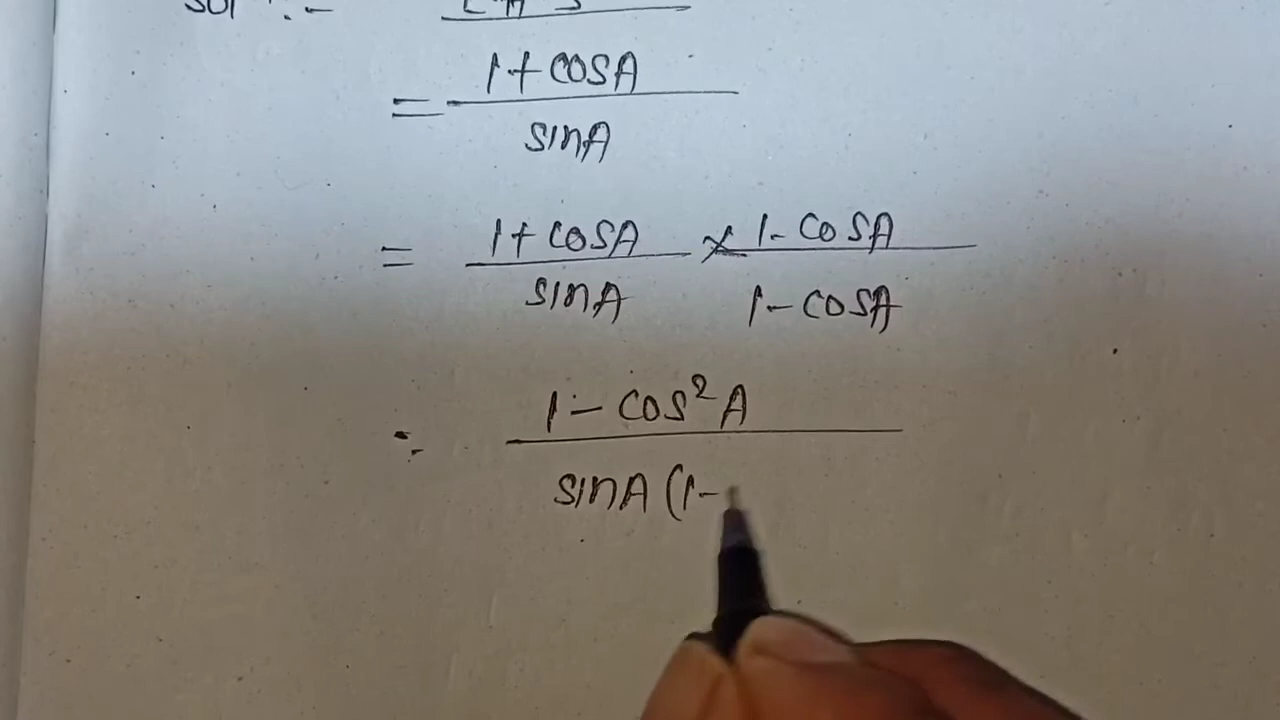 1+cosA
= ―
sinA
1+cosA × 1-cosA
= ―
sinA 1-cosA
1-cos²A
sinA(1-